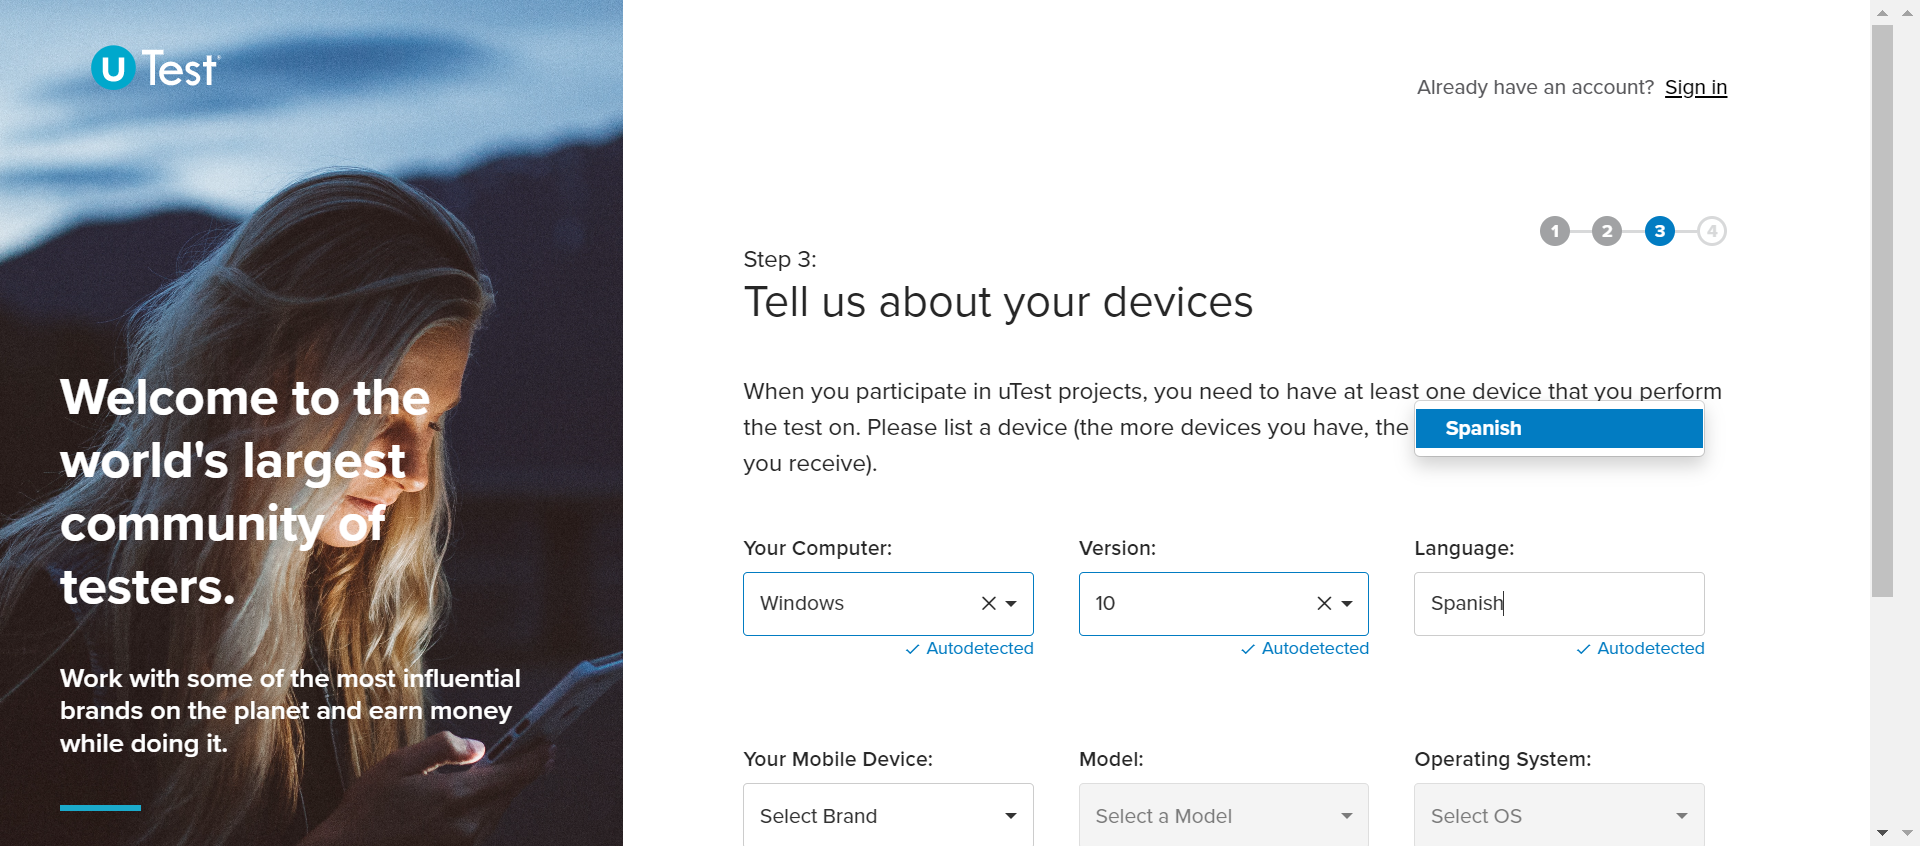 u Test
Welcome to the
world's largest
community of
testers.
Work with some of the most influential
brands on the planet and earn money
while doing it.
Already have an account? Sign in
1 2 3 4
Step 3:
Tell us about your devices
When you participate in uTest projects, you need to have at least one device that you perform
the test on. Please list a device (the more devices you have, the
you receive).
Spanish
Your Computer: Version: Language:
Windows 10 Spanish
Autodetected Autodetected Autodetected
Your Mobile Device: Model: Operating System:
Select Brand Select a Model Select OS